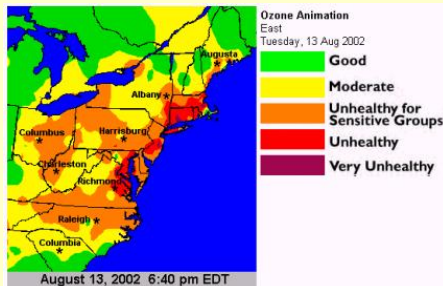 Ozone Animation
East
Tuesday, 13 Aug 2002
Good
Moderate
Unhealthy for
Sensitive Groups
Unhealthy
Very Unhealthy
Augusta
Albany
Columbus
Harrisburg
Charleston
Richmond
Raleigh
Columbia
August 13, 2002 6:40 pm EDT